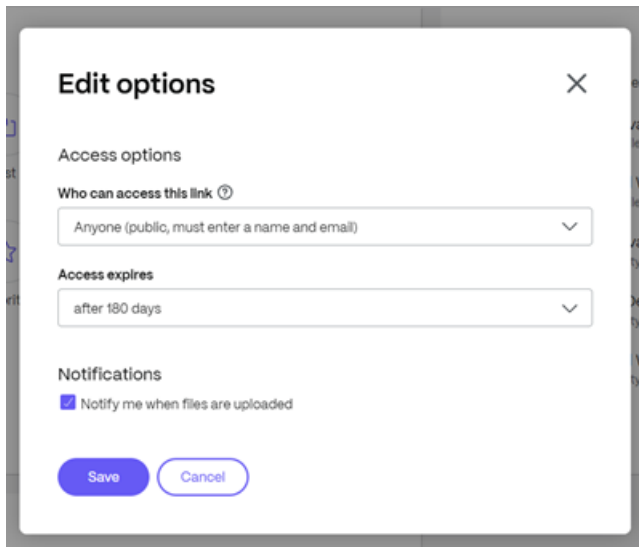 Edit options
Access options
Who can access this link
Anyone (public, must enter a name and email)
Access expires
after 180 days
Notifications
Notify me when files are uploaded
Save
Cancel